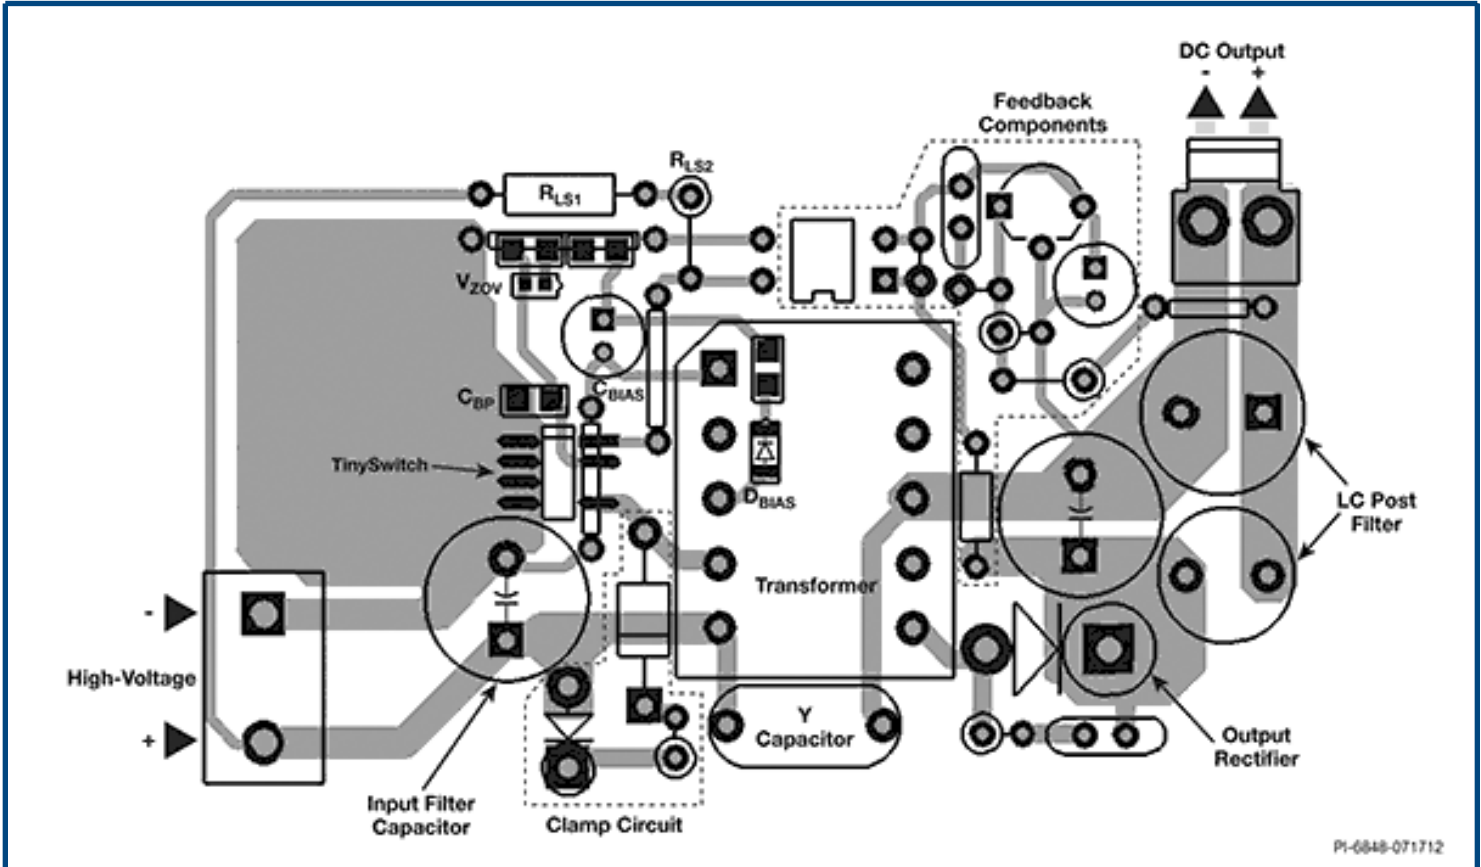 DC Output
- +
Feedback
Components
RLS2
RLS1
VZOV
CBIAS
CBP
TinySwitch
DBIAS
LC Post
Filter
Transformer
-
High-Voltage
+
Y
Capacitor
Output
Rectifier
Input Filter
Capacitor
Clamp Circuit
PI-6848-071712